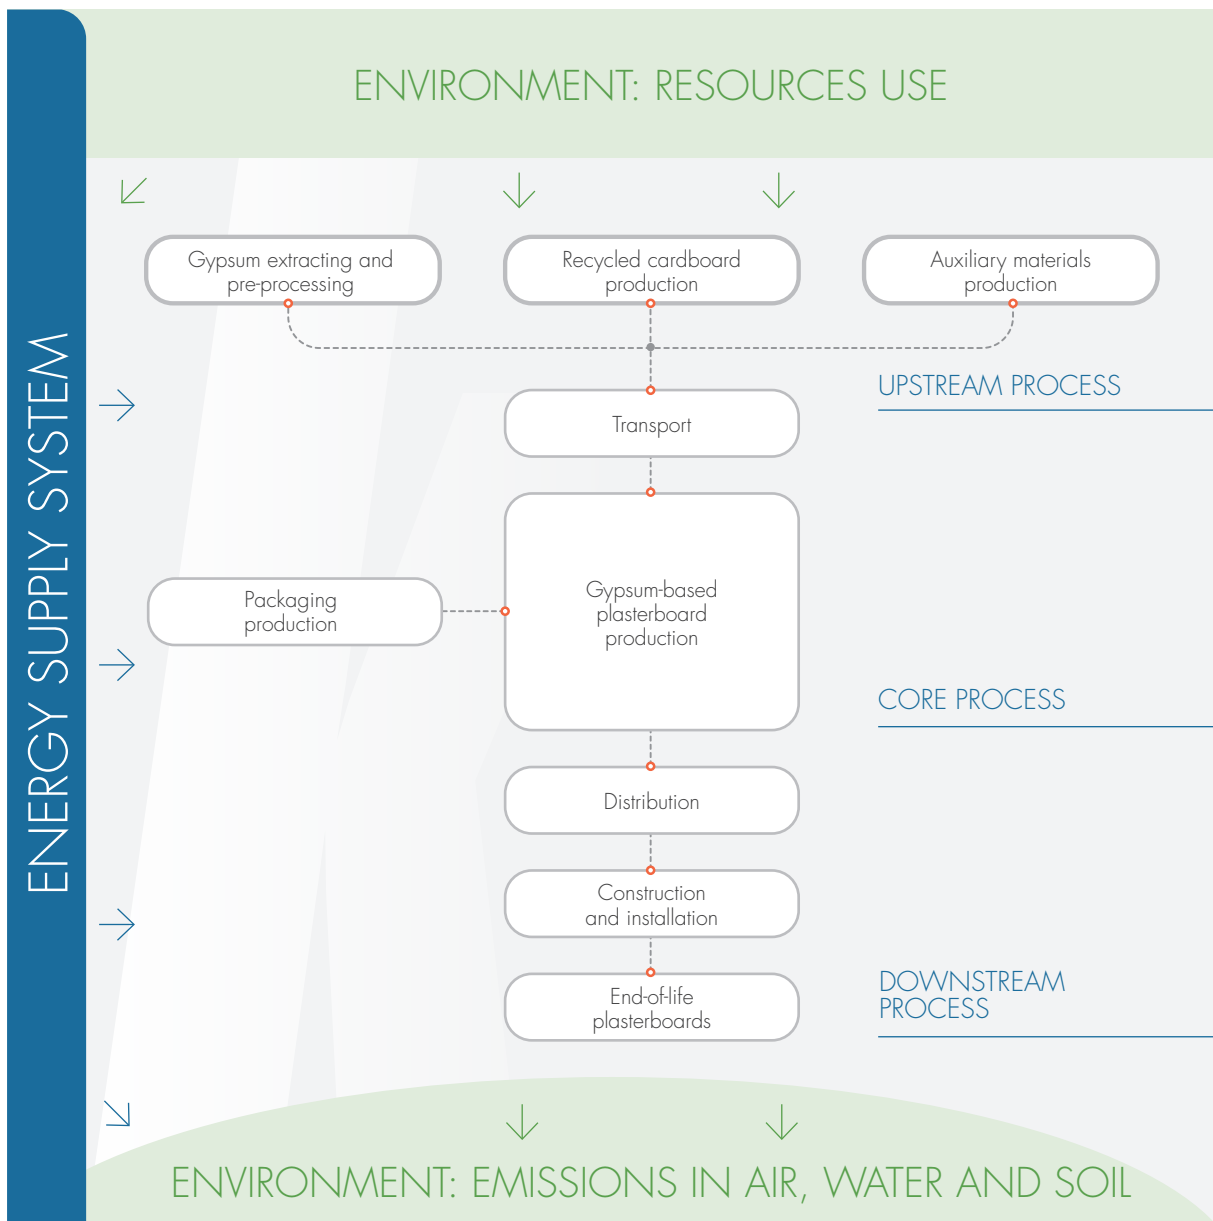 ENVIRONMENT: RESOURCES USE
ENERGY SUPPLY SYSTEM
Gypsum extracting and
pre-processing
Recycled cardboard
production
Auxiliary materials
production
UPSTREAM PROCESS
Transport
Gypsum-based
plasterboard
production
Packaging
production
CORE PROCESS
Distribution
Construction
and installation
DOWNSTREAM
PROCESS
End-of-life
plasterboards
ENVIRONMENT: EMISSIONS IN AIR, WATER AND SOIL